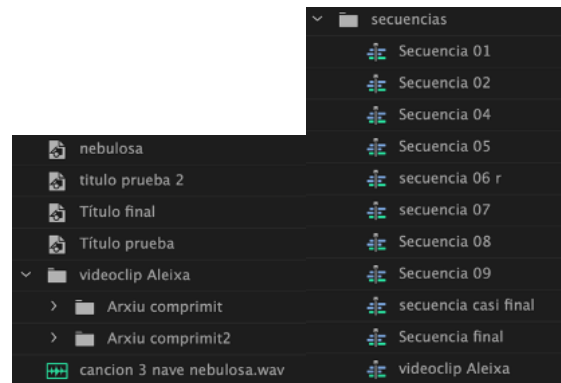 nebulosa
titulo prueba 2
Título final
Título prueba
videoclip Aleixa
Arxiu comprimit
Arxiu comprimit2
cancion 3 nave nebulosa.wav
secuencias
Secuencia 01
Secuencia 02
Secuencia 04
Secuencia 05
secuencia 06 r
secuencia 07
Secuencia 08
Secuencia 09
secuencia casi final
Secuencia final
videoclip Aleixa